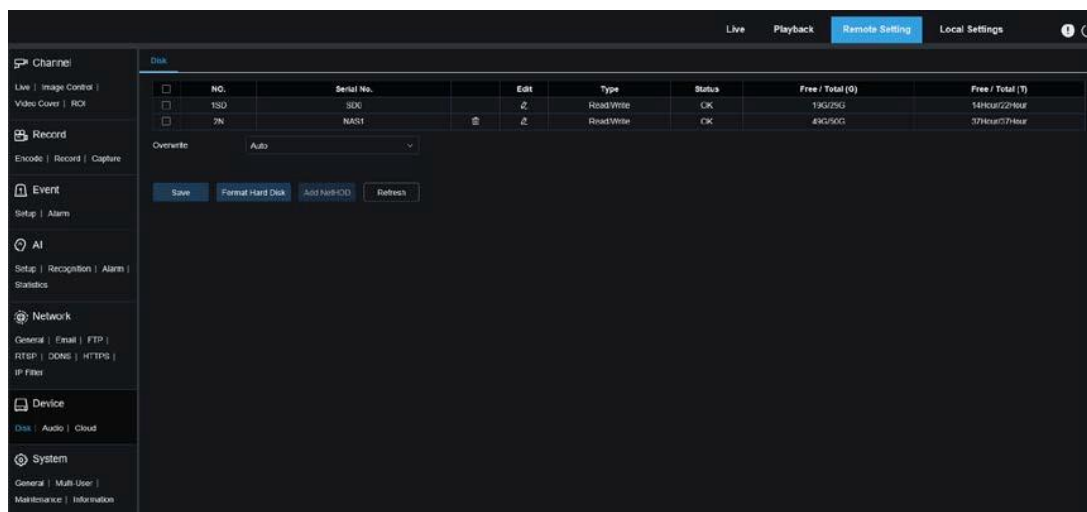 Live Playback Remote Setting Local Settings
Channel
Live | Image Control |
Video Cover | ROI
Record
Encode | Record | Capture
Event
Setup | Alarm
AI
Setup | Recognition | Alarm |
Statistics
Network
General | Email | FTP |
RTSP | DDNS | HTTPS |
IP Filter
Device
Disk | Audio | Cloud
System
General | Multi-User |
Maintenance | Information
Disk
NO. Serial No. Edit Type Status Free / Total (G) Free / Total (T)
1SD SD0 Read/Write OK 19G/29G 14Hour/22Hour
2N NAS1 Read/Write OK 49G/50G 37Hour/37Hour
Overwrite Auto
Save Format Hard Disk Add NetHDD Refresh